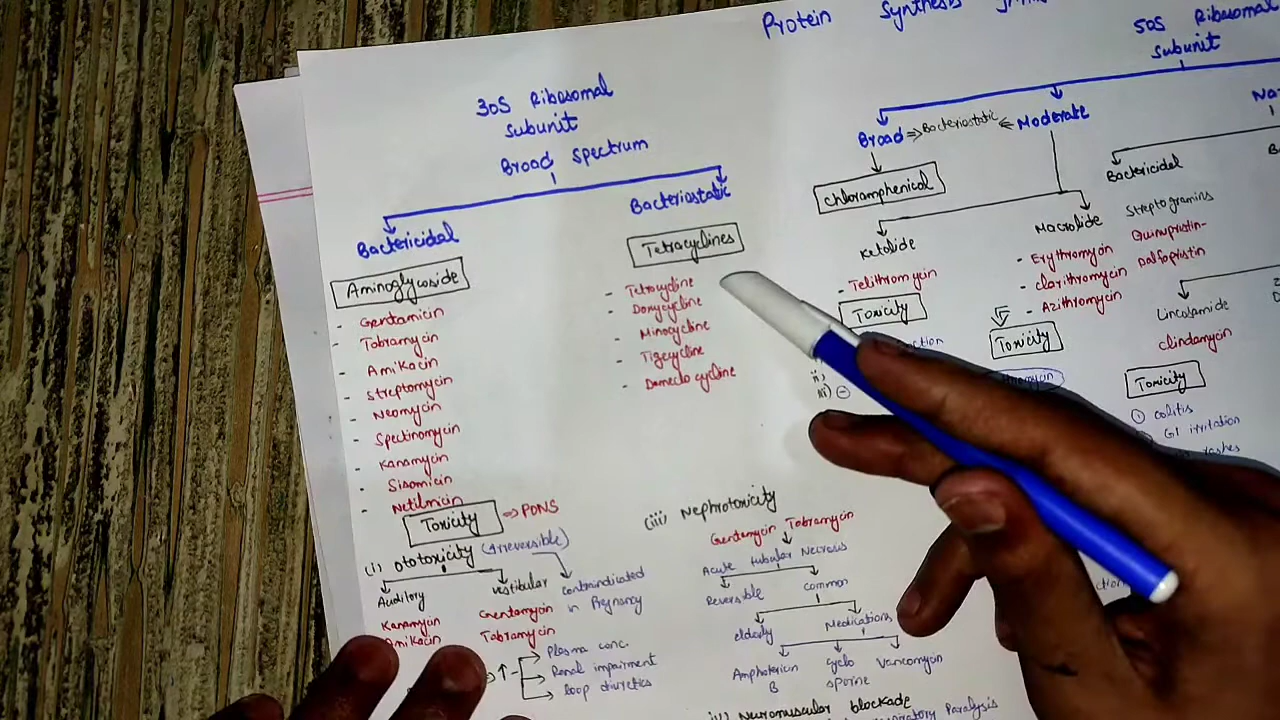 Protein Synthesis
30S Ribosomal
subunit
Broad Spectrum
Bactericidal
Aminoglycoside
- Gentamicin
- Tobramycin
- Amikacin
- Streptomycin
- Neomycin
- Spectinomycin
- Kanamycin
- Sisomicin
- Netilmicin
Toxicity => PONS
(i) Ototoxicity (irreversible)
Auditory
Kanamycin
Amikacin
vestibular
Gentamycin
Tobramycin
contraindicated
in Pregnancy
↑
Plasma conc.
Renal impairment
loop diuretics
Bacteriostatic
Tetracyclines
- Tetracycline
- Doxycycline
- Minocycline
- Tigecycline
- Demeclocycline
(iii) Nephrotoxicity
Gentamycin Tobramycin
Acute tubular Necrosis
Reversible
common
elderly
Medications
Amphotericin
B
cyclo
sporine
Vancomycin
Neuromuscular blockade
Paralysis
50S Ribosomal
subunit
Broad => Bacteriostatic <= Moderate
chloramphenicol
Ketolide
- Telithromycin
Toxicity
ii)
iii) ⊖
Macrolide
- Erythromycin
- Clarithromycin
- Azithromycin
Toxicity
Bactericidal
Streptogramins
Quinupristin-
Dalfopristin
Lincolamide
clindamycin
Toxicity
① colitis
GI irritation
rashes